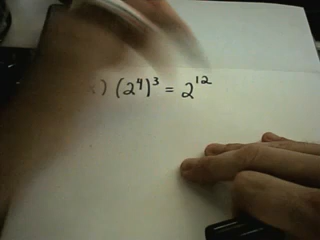 ) (2⁴)³ = 2¹²